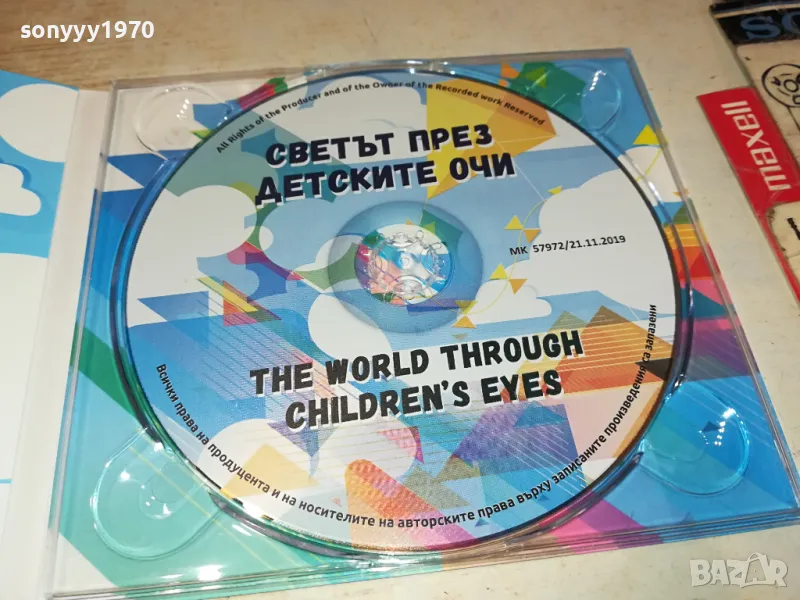 sonyyy1970
All Rights of the Producer and of the Owner of the Recorded work Reserved
СВЕТЪТ ПРЕЗ
ДЕТСКИТЕ ОЧИ
МК 57972/21.11.2019
THE WORLD THROUGH
CHILDREN'S EYES
Всички права на продуцента и на носителите на авторските права върху записаните произведения са запазени
maxell
BAZAR